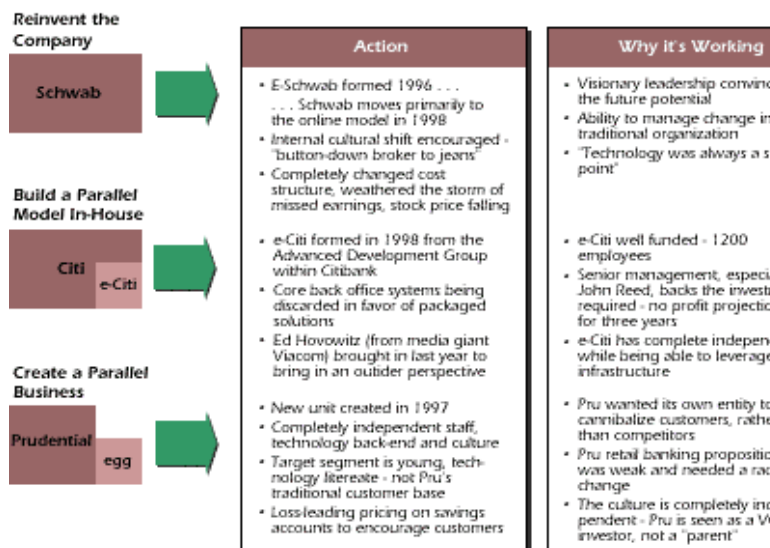 Reinvent the
Company
Schwab
Build a Parallel
Model In-House
Citi
e-Citi
Create a Parallel
Business
Prudential
egg
Action
• E-Schwab formed 1996 . . .
. . . Schwab moves primarily to
the online model in 1998
• Internal cultural shift encouraged -
"button-down broker to jeans"
• Completely changed cost
structure, weathered the storm of
missed earnings, stock price falling
• e-Citi formed in 1998 from the
Advanced Development Group
within Citibank
• Core back office systems being
discarded in favor of packaged
solutions
• Ed Hovowitz (from media giant
Viacom) brought in last year to
bring in an outider perspective
• New unit created in 1997
• Completely independent staff,
technology back-end and culture
• Target segment is young, tech-
nology litereate - not Pru's
traditional customer base
• Loss-leading pricing on savings
accounts to encourage customers
Why it's Working
• Visionary leadership
the future potential
• Ability to manage change in
traditional organization
• "Technology was always a
point"
• e-Citi well funded - 1200
employees
• Senior management,
John Reed, backs the
required - no profit
for three years
• e-Citi has complete
while being able to leverage
infrastructure
• Pru wanted its own entity to
cannibalize customers,
than competitors
• Pru retail banking
was weak and needed a
change
• The culture is completely
pendent - Pru is seen as a
investor, not a "parent"